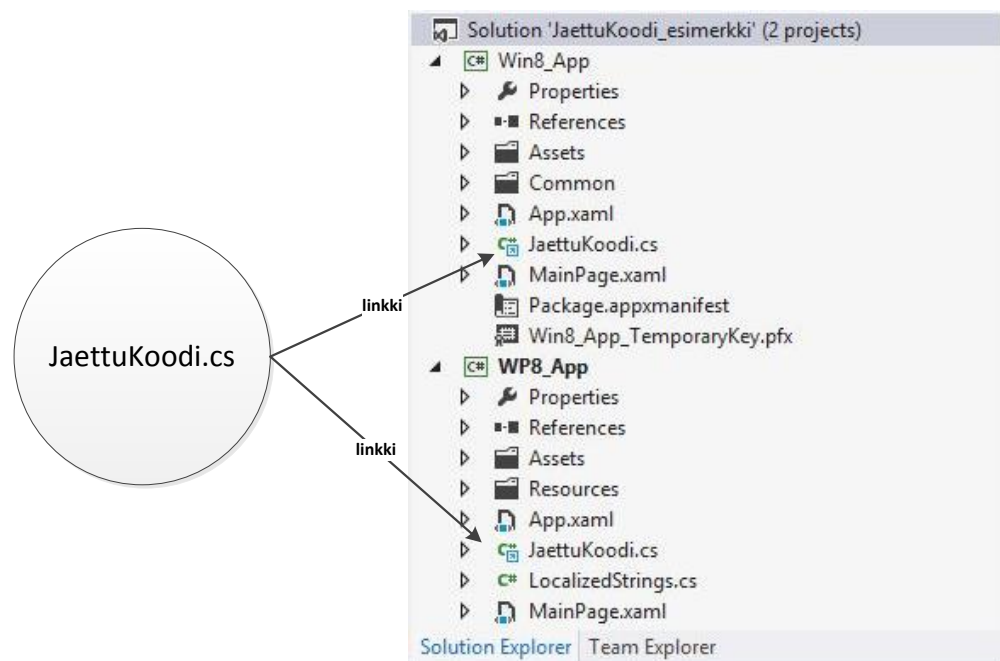 Solution 'JaettuKoodi_esimerkki' (2 projects)
C# Win8_App
Properties
References
Assets
Common
App.xaml
C# JaettuKoodi.cs
MainPage.xaml
Package.appxmanifest
Win8_App_TemporaryKey.pfx
C# WP8_App
Properties
References
Assets
Resources
App.xaml
C# JaettuKoodi.cs
C# LocalizedStrings.cs
MainPage.xaml
Solution Explorer Team Explorer
JaettuKoodi.cs
linkki
linkki